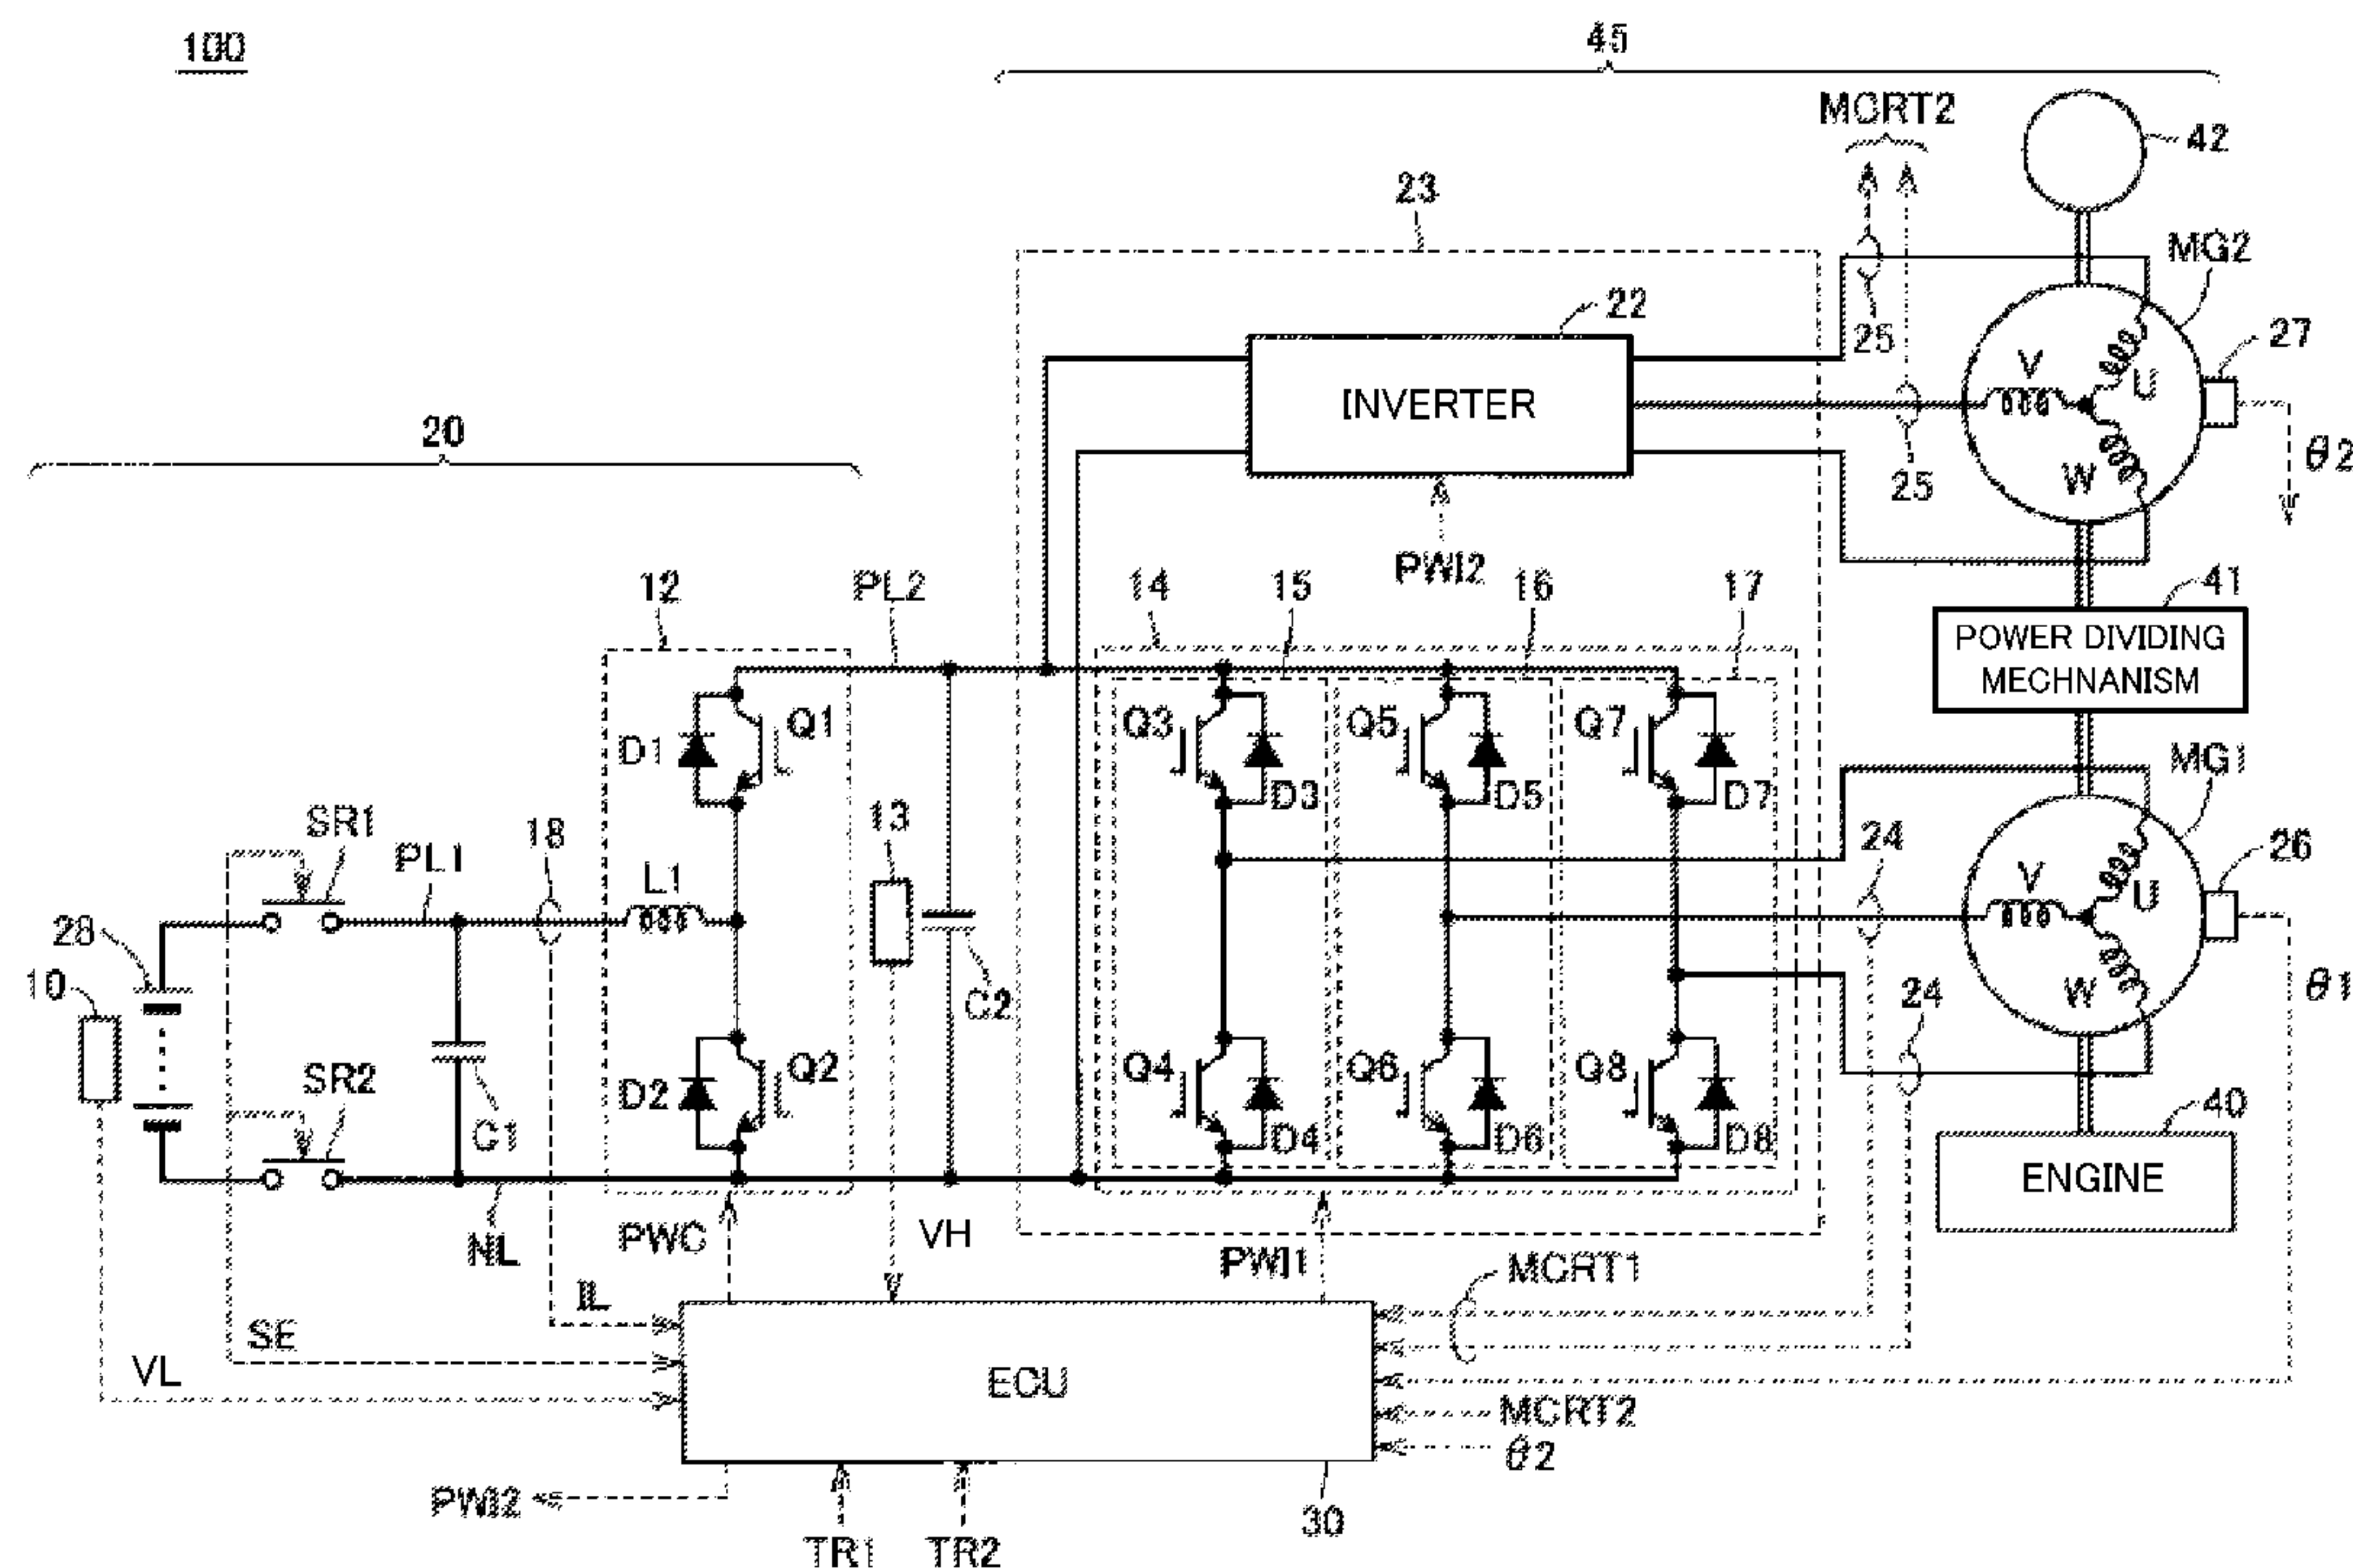 100
45
MCRT2
42
23
MG2
22
25
27
V
U
INVERTER
20
θ2
W
25
PWI2
12
PL2
14
15
16
17
41
POWER DIVIDING
MECHNANISM
Q1
D1
Q3
Q5
Q7
MG1
D3
D5
D7
SR1
18
13
24
26
PL1
L1
V
U
28
10
C2
24
W
θ1
SR2
Q2
D2
Q4
Q6
Q8
40
C1
D4
D6
D8
ENGINE
NL
PWC
VH
PWI1
MCRT1
IL
SE
VL
ECU
MCRT2
θ2
PWI2
30
TR1
TR2